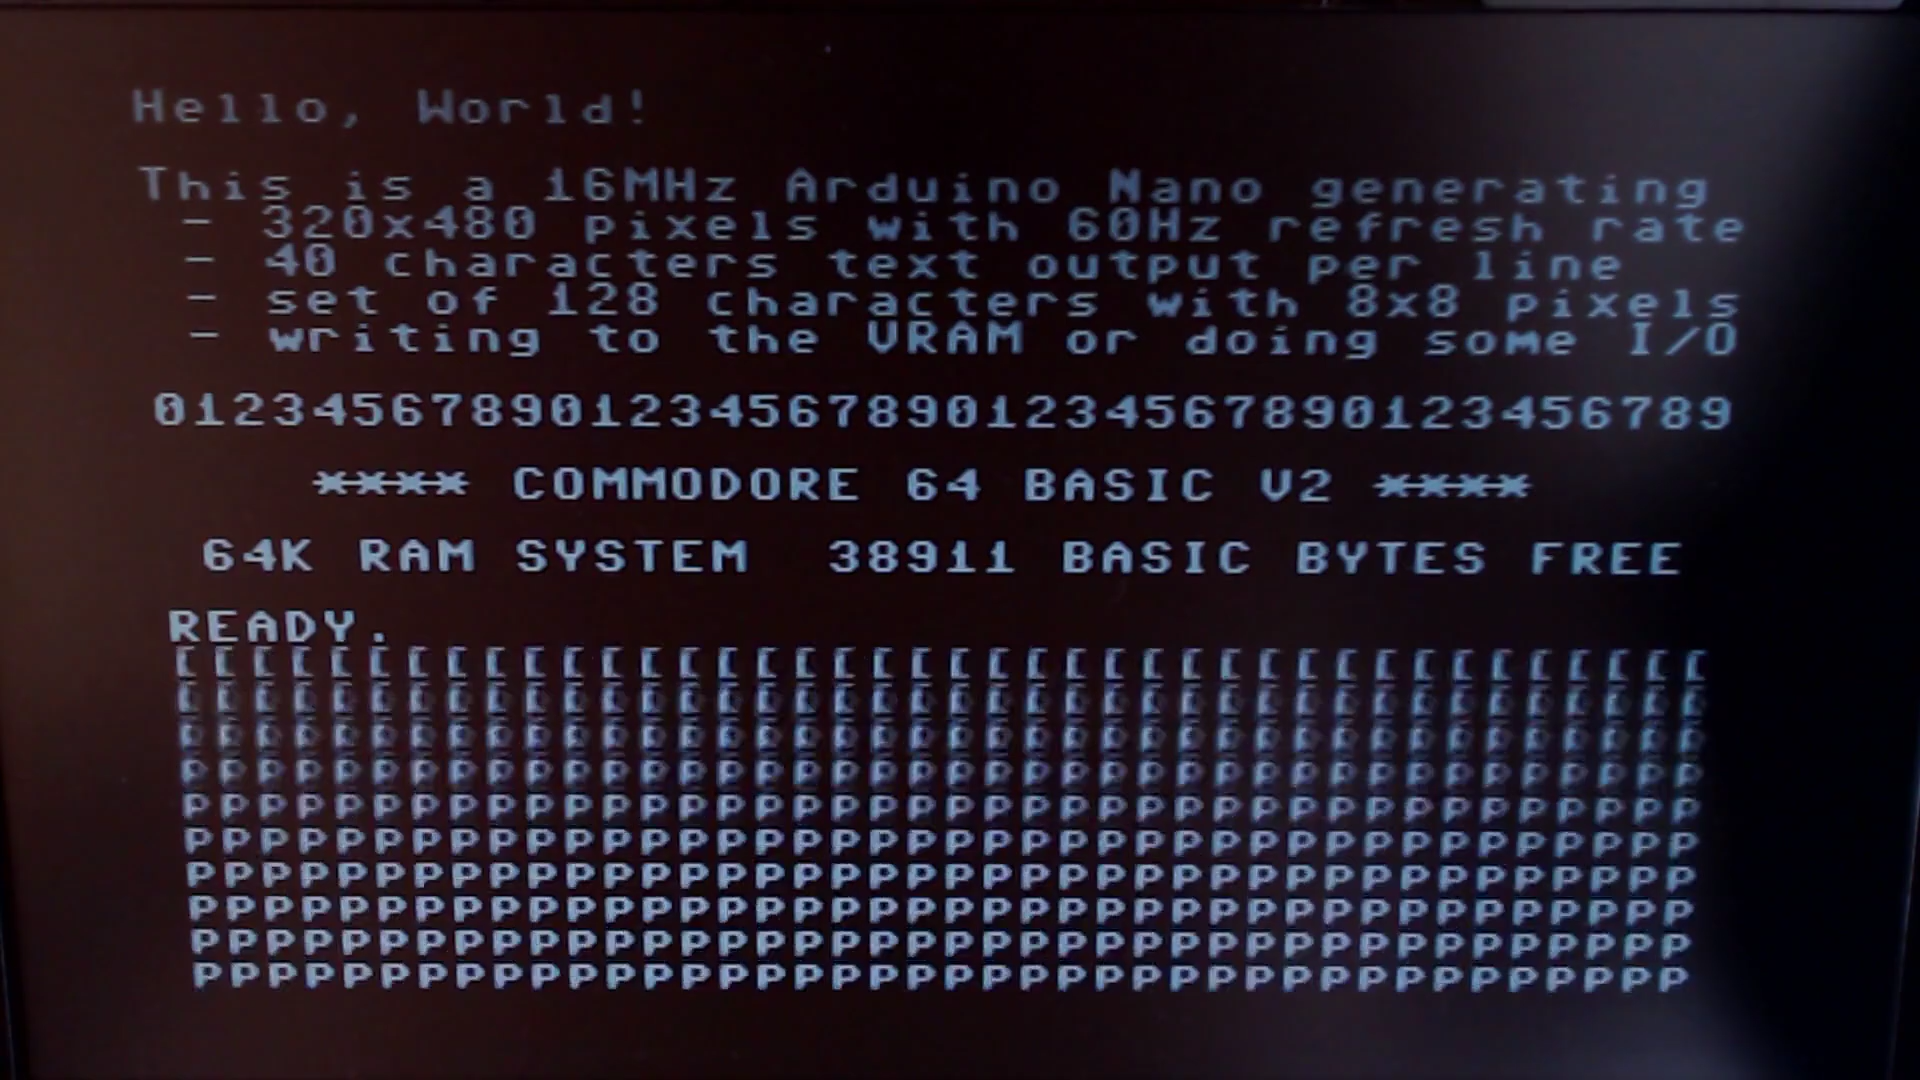 Hello, World!
This is a 16MHz Arduino Nano generating
- 320x480 pixels with 60Hz refresh rate
- 40 characters text output per line
- set of 128 characters with 8x8 pixels
- writing to the VRAM or doing some I/O
0123456789012345678901234567890123456789
**** COMMODORE 64 BASIC V2 ****
64K RAM SYSTEM  38911 BASIC BYTES FREE
READY.
[[[[[[[[[[[[[[[[[[[[[[[[[[[[[[[[[[[[[[[[
PPPPPPPPPPPPPPPPPPPPPPPPPPPPPPPPPPPPPPPP
PPPPPPPPPPPPPPPPPPPPPPPPPPPPPPPPPPPPPPPP
PPPPPPPPPPPPPPPPPPPPPPPPPPPPPPPPPPPPPPPP
PPPPPPPPPPPPPPPPPPPPPPPPPPPPPPPPPPPPPPPP
PPPPPPPPPPPPPPPPPPPPPPPPPPPPPPPPPPPPPPPP
PPPPPPPPPPPPPPPPPPPPPPPPPPPPPPPPPPPPPPPP
PPPPPPPPPPPPPPPPPPPPPPPPPPPPPPPPPPPPPPPP